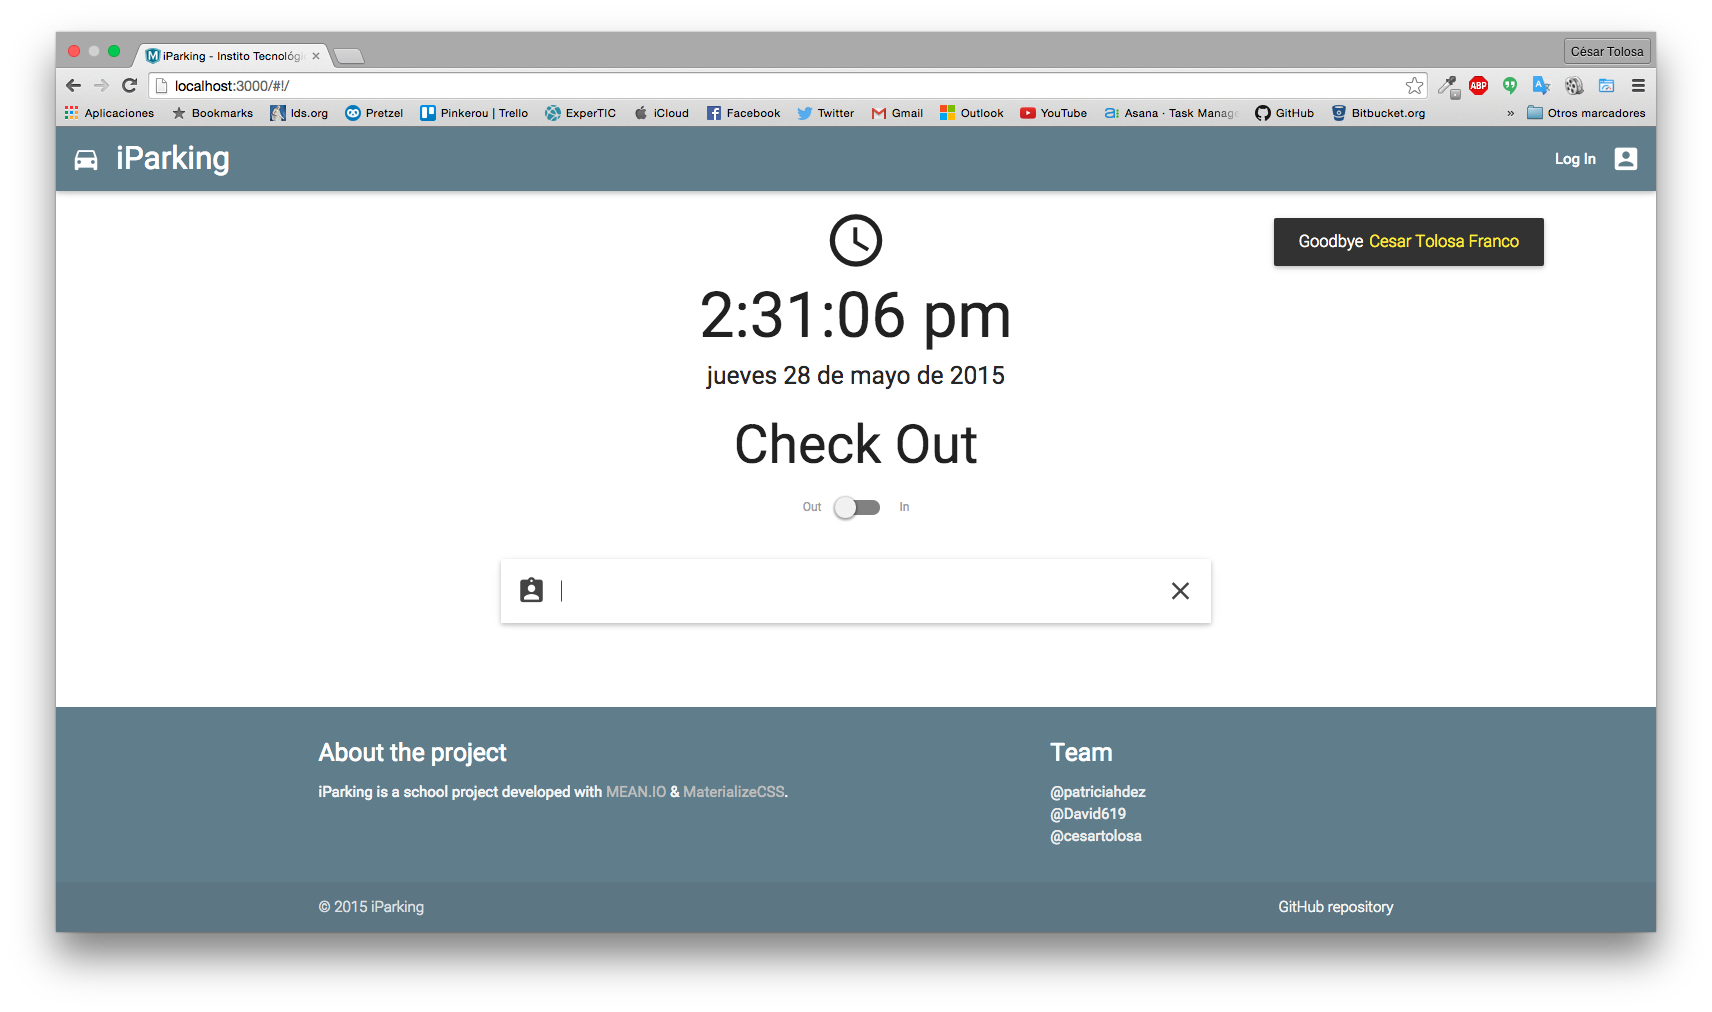 iParking - Instito Tecnológi
César Tolosa
localhost:3000/#!/
ABP
Aplicaciones Bookmarks lds.org Pretzel Pinkerou | Trello ExperTIC iCloud Facebook Twitter Gmail Outlook YouTube Asana · Task Manag GitHub Bitbucket.org » Otros marcadores
iParking
Log In
Goodbye Cesar Tolosa Franco
2:31:06 pm
jueves 28 de mayo de 2015
Check Out
Out In
About the project
iParking is a school project developed with MEAN.IO & MaterializeCSS.
Team
@patriciahdez
@David619
@cesartolosa
© 2015 iParking
GitHub repository